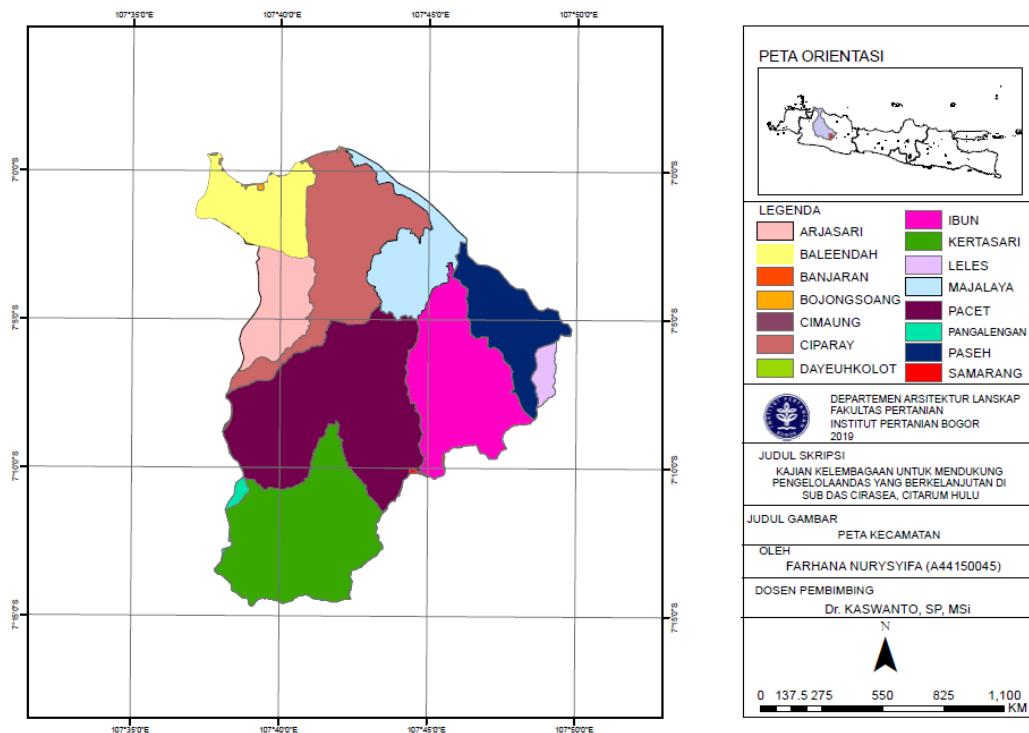 107°35'0"E 107°40'0"E 107°45'0"E 107°50'0"E
7°0'0"S 7°0'0"S
7°5'0"S 7°5'0"S
7°10'0"S 7°10'0"S
7°15'0"S 7°15'0"S
107°35'0"E 107°40'0"E 107°45'0"E 107°50'0"E
PETA ORIENTASI
LEGENDA
ARJASARI
BALEENDAH
BANJARAN
BOJONGSOANG
CIMAUNG
CIPARAY
DAYEUHKOLOT
IBUN
KERTASARI
LELES
MAJALAYA
PACET
PANGALENGAN
PASEH
SAMARANG
INSTITUT PERTANIAN
BOGOR
DEPARTEMEN ARSITEKTUR LANSKAP
FAKULTAS PERTANIAN
INSTITUT PERTANIAN BOGOR
2019
JUDUL SKRIPSI
KAJIAN KELEMBAGAAN UNTUK MENDUKUNG
PENGELOLAANDAS YANG BERKELANJUTAN DI
SUB DAS CIRASEA, CITARUM HULU
JUDUL GAMBAR
PETA KECAMATAN
OLEH
FARHANA NURYSYIFA (A44150045)
DOSEN PEMBIMBING
Dr. KASWANTO, SP, MSi
N
0 137.5 275 550 825 1,100
KM